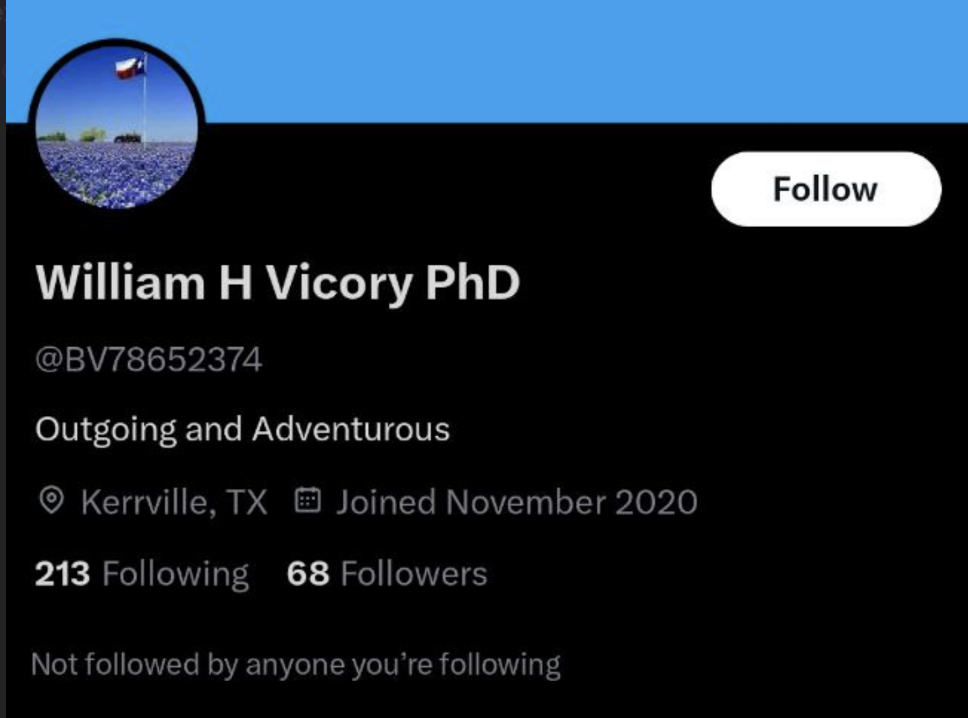 Follow
William H Vicory PhD
@BV78652374
Outgoing and Adventurous
Kerrville, TX Joined November 2020
213 Following 68 Followers
Not followed by anyone you’re following